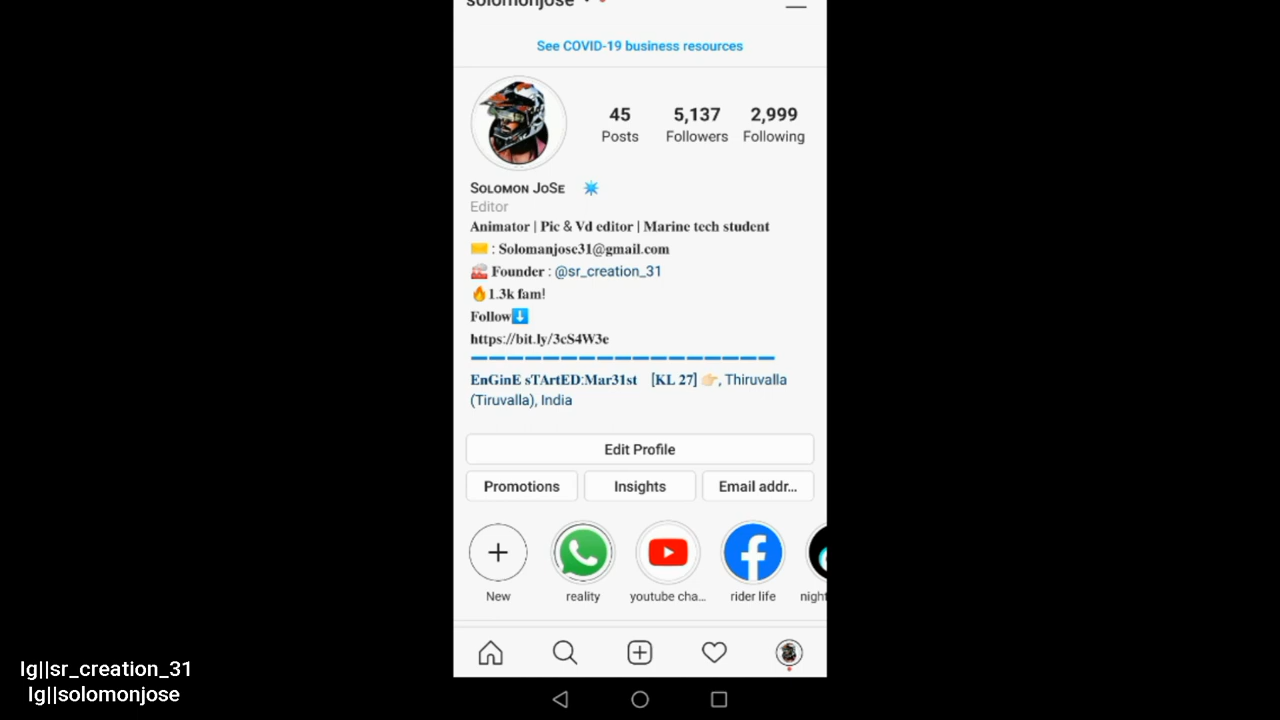 solomonjose
See COVID-19 business resources
45 5,137 2,999
Posts Followers Following
Solomon JoSe
Editor
Animator | Pic & Vd editor | Marine tech student
: Solomanjose31@gmail.com
Founder : @sr_creation_31
1.3k fam!
Follow
https://bit.ly/3cS4W3e
EnGinE sTArtED:Mar31st [KL 27] , Thiruvalla
(Tiruvalla), India
Edit Profile
Promotions Insights Email addr...
New reality youtube cha... rider life night
Ig||sr_creation_31
Ig||solomonjose